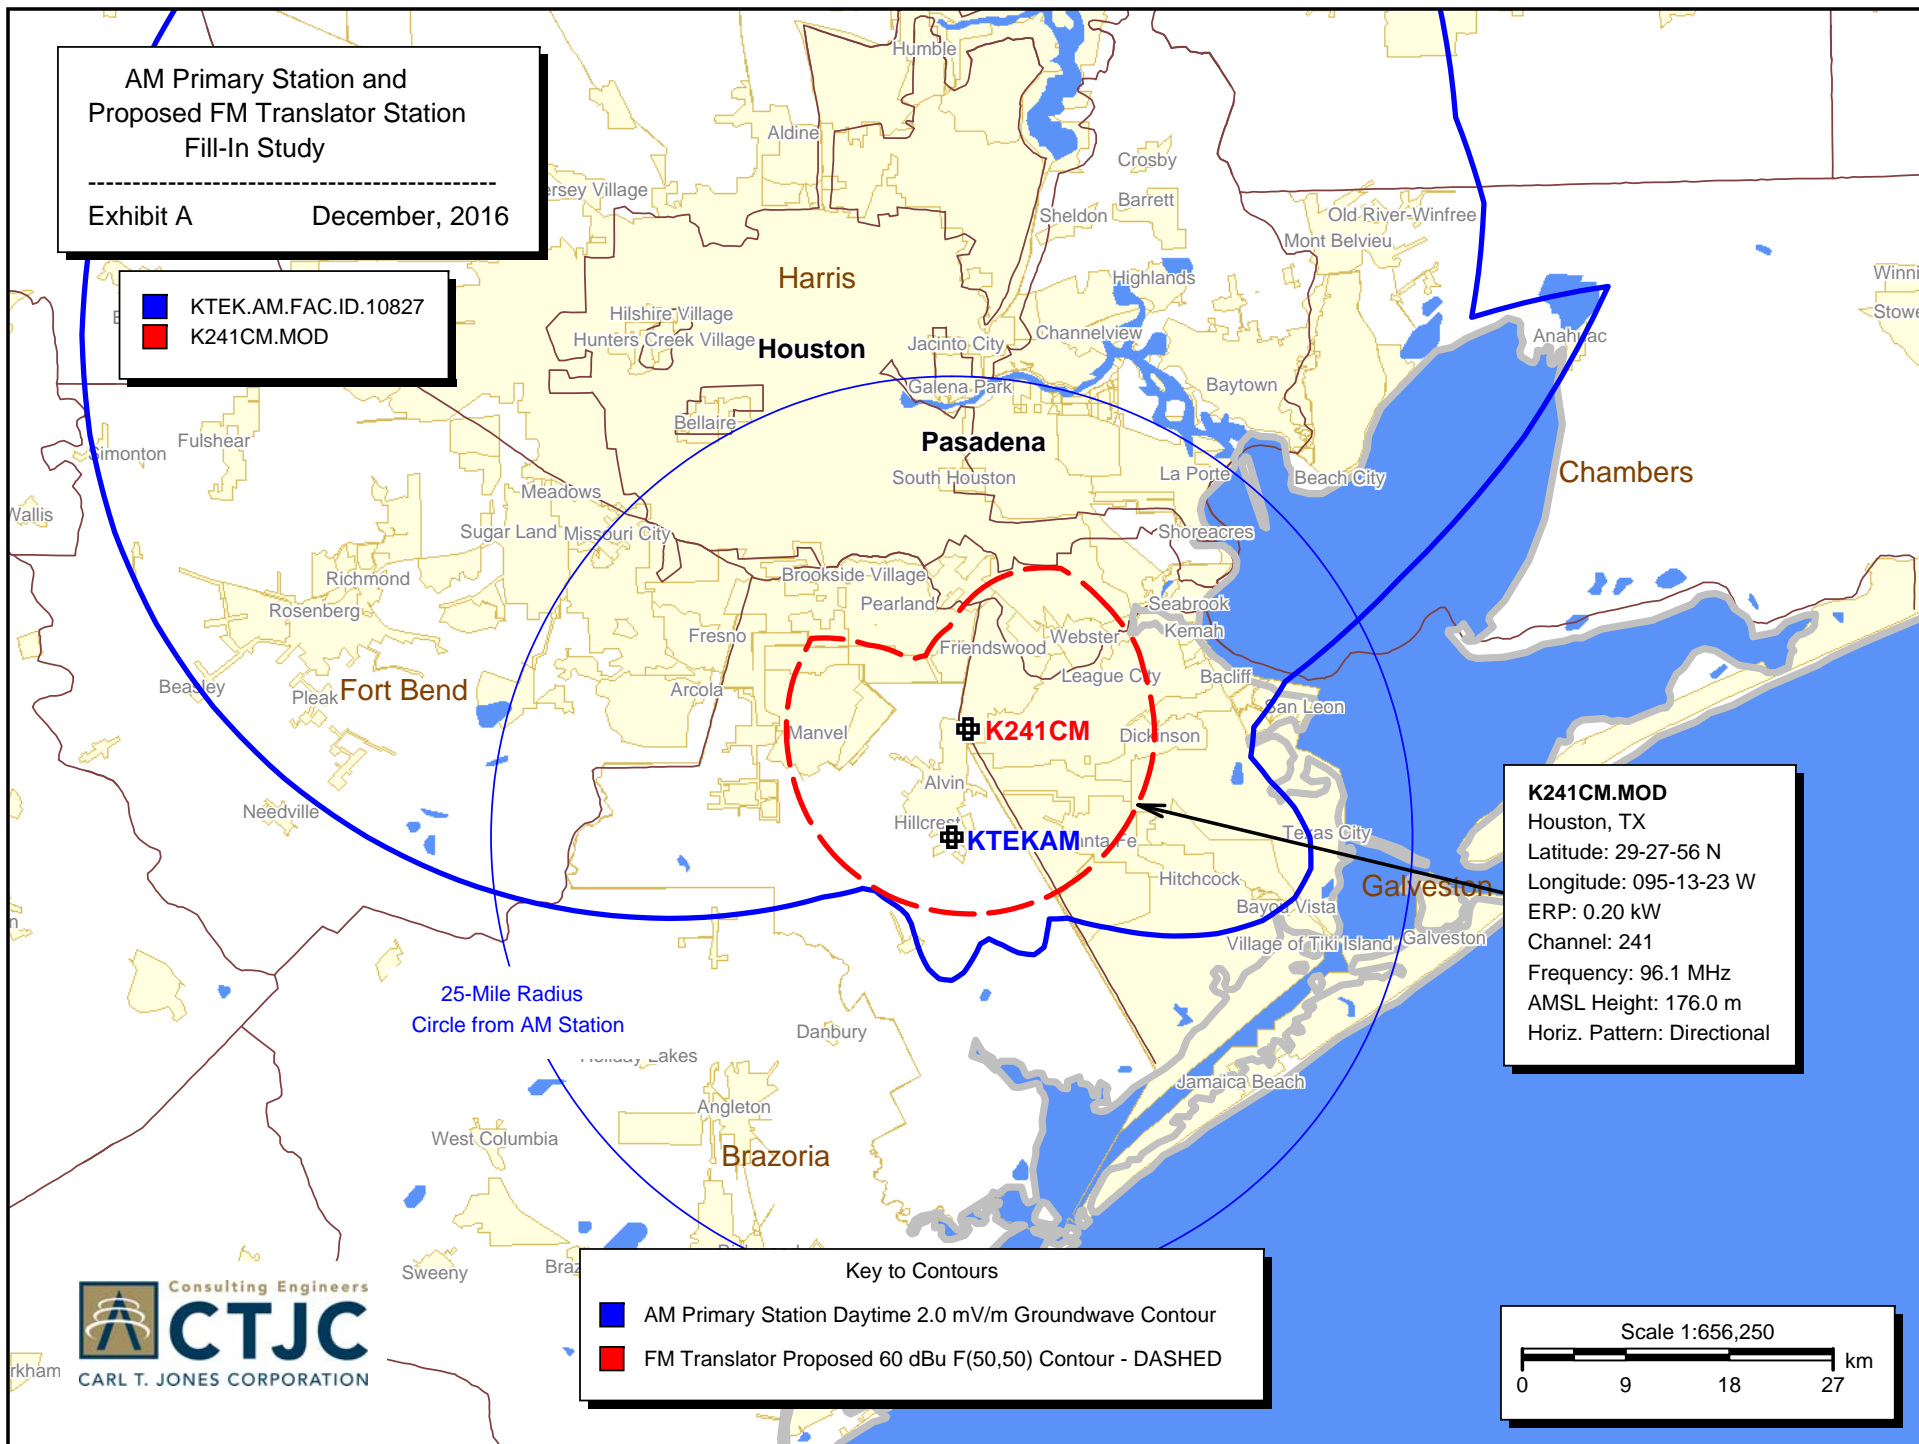 AM Primary Station and
Proposed FM Translator Station
Fill-In Study
Exhibit A December, 2016
KTEK.AM.FAC.ID.10827
K241CM.MOD
Humble
Aldine
Crosby
Barrett
Sheldon
Old River-Winfree
Mont Belvieu
Harris
Highlands
Hilshire Village
Hunters Creek Village
Houston
Jacinto City
Channelview
Anahuac
Galena Park
Baytown
Bellaire
Pasadena
Fulshear
Simonton
South Houston
La Porte
Beach City
Chambers
Meadows
Wallis
Sugar Land
Missouri City
Shoreacres
Richmond
Brookside Village
Rosenberg
Pearland
Seabrook
Fresno
Friendswood
Webster
Kemah
Beasley
Pleak
Fort Bend
Arcola
League City
Bacliff
San Leon
Manvel
K241CM
Dickinson
Alvin
Needville
Hillcrest
KTEKAM
Texas City
Hitchcock
Galveston
Bayou Vista
Village of Tiki Island
Galveston
K241CM.MOD
Houston, TX
Latitude: 29-27-56 N
Longitude: 095-13-23 W
ERP: 0.20 kW
Channel: 241
Frequency: 96.1 MHz
AMSL Height: 176.0 m
Horiz. Pattern: Directional
25-Mile Radius
Circle from AM Station
Danbury
Holiday Lakes
Jamaica Beach
Angleton
West Columbia
Brazoria
Sweeny
Key to Contours
AM Primary Station Daytime 2.0 mV/m Groundwave Contour
FM Translator Proposed 60 dBu F(50,50) Contour - DASHED
Consulting Engineers
CTJC
CARL T. JONES CORPORATION
Scale 1:656,250
km
0 9 18 27